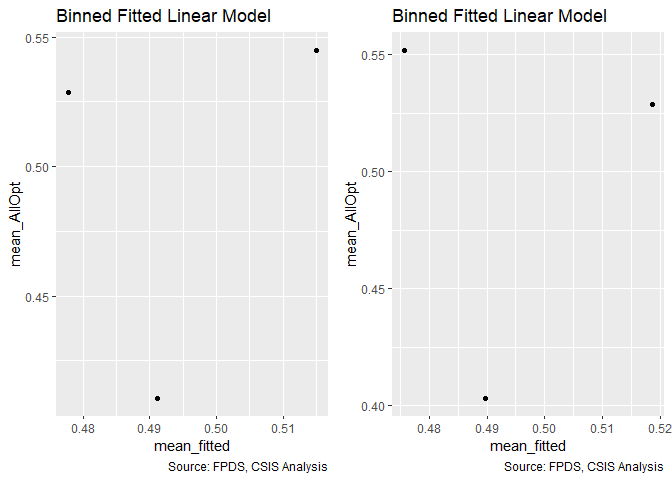 Binned Fitted Linear Model
0.55
0.50
0.45
mean_AllOpt
0.48
0.49
0.50
0.51
mean_fitted
Source: FPDS, CSIS Analysis
Binned Fitted Linear Model
0.55
0.50
0.45
0.40
mean_AllOpt
0.48
0.49
0.50
0.51
0.52
mean_fitted
Source: FPDS, CSIS Analysis